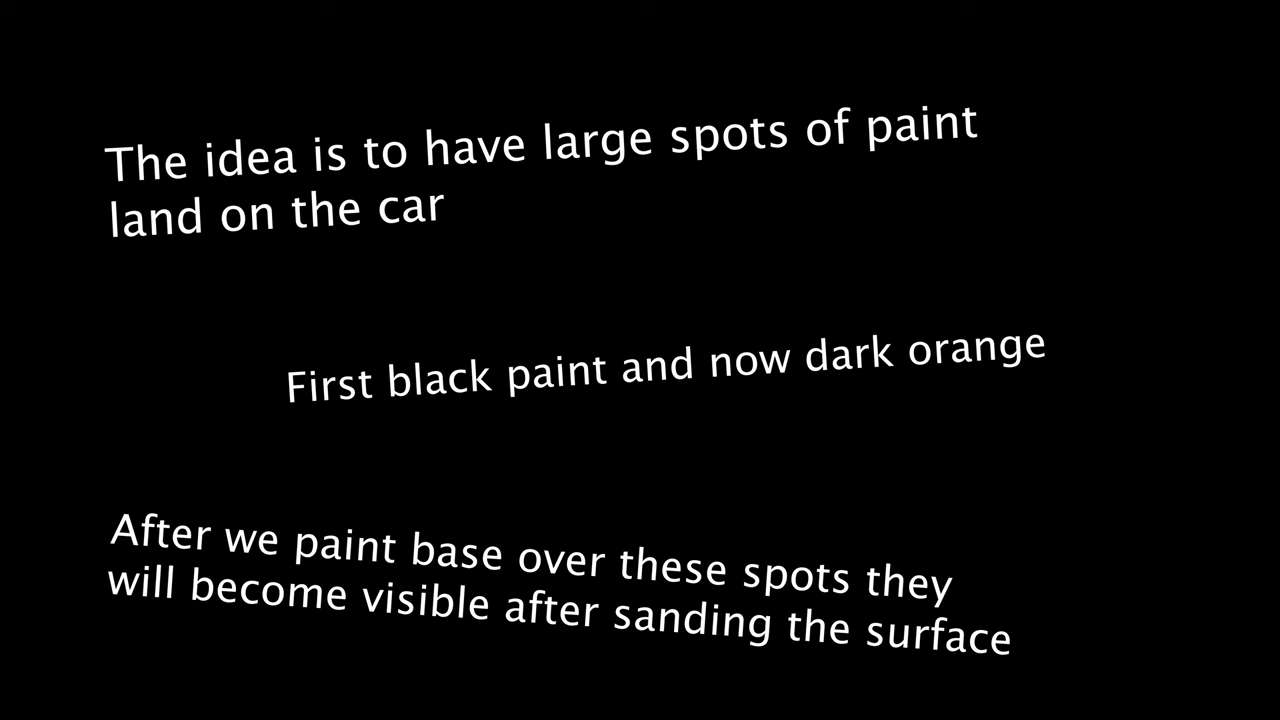 The idea is to have large spots of paint
land on the car
First black paint and now dark orange
After we paint base over these spots they
will become visible after sanding the surface